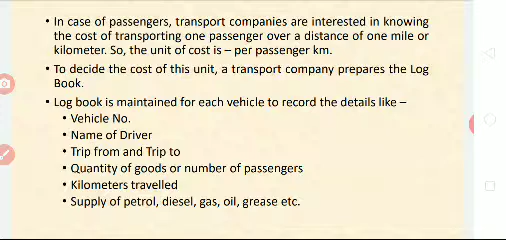 • In case of passengers, transport companies are interested in knowing
the cost of transporting one passenger over a distance of one mile or
kilometer. So, the unit of cost is – per passenger km.
• To decide the cost of this unit, a transport company prepares the Log
Book.
• Log book is maintained for each vehicle to record the details like –
• Vehicle No.
• Name of Driver
• Trip from and Trip to
• Quantity of goods or number of passengers
• Kilometers travelled
• Supply of petrol, diesel, gas, oil, grease etc.